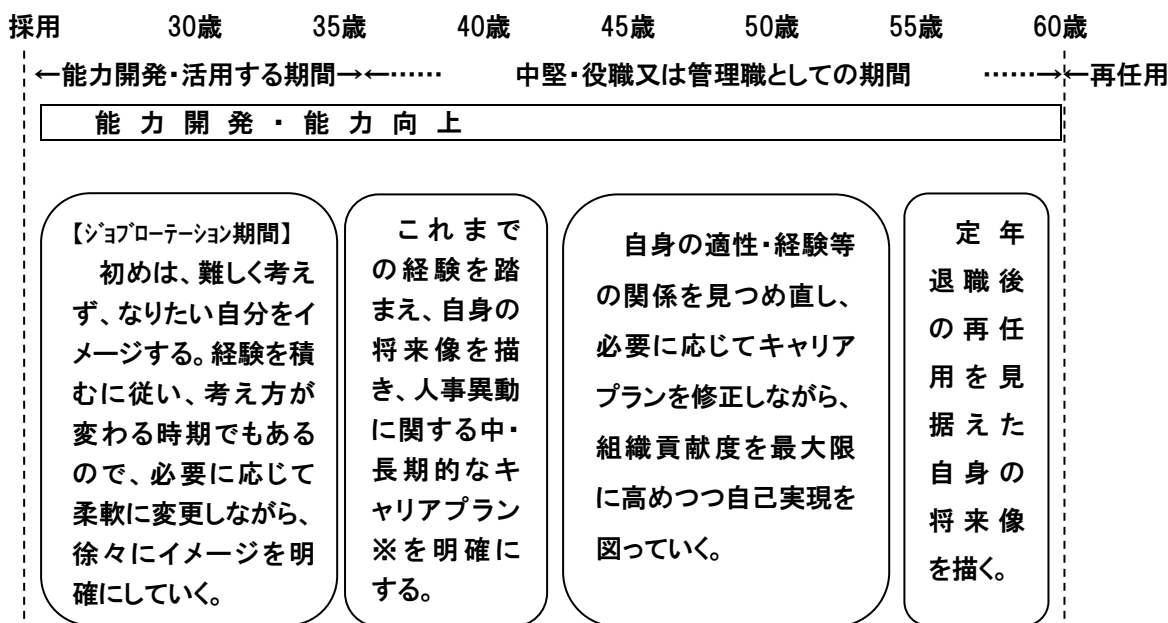 採用 30歳 35歳 40歳 45歳 50歳 55歳 60歳
←能力開発・活用する期間→←…… 中堅・役職又は管理職としての期間 ……→←再任用
能力開発・能力向上
【ｼﾞｮﾌﾞﾛｰﾃｰｼｮﾝ期間】
初めは、難しく考え
ず、なりたい自分をイ
メージする。経験を積
むに従い、考え方が
変わる時期でもある
ので、必要に応じて
柔軟に変更しながら、
徐々にイメージを明
確にしていく。
これまで
の経験を踏
まえ、自身の
将来像を描
き、人事異動
に関する中・
長期的なキ
ャリアプラン
※を明確に
する。
自身の適性・経験等
の関係を見つめ直し、
必要に応じてキャリア
プランを修正しながら、
組織貢献度を最大限
に高めつつ自己実現を
図っていく。
定年
退職後
の再任
用を見
据えた
自身の
将来像
を描く。